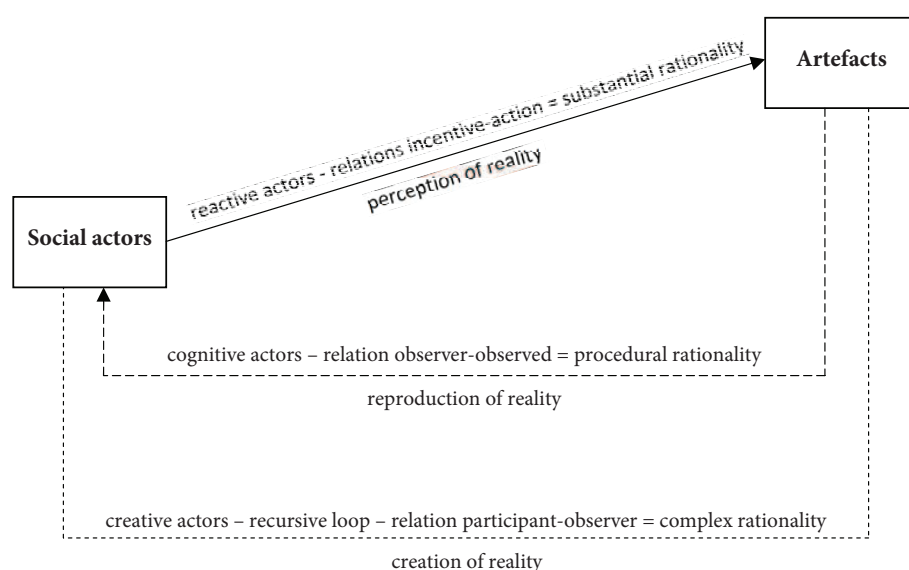 Artefacts
reactive actors - relations incentive-action = substantial rationality
perception of reality
Social actors
cognitive actors – relation observer-observed = procedural rationality
reproduction of reality
creative actors – recursive loop – relation participant-observer = complex rationality
creation of reality